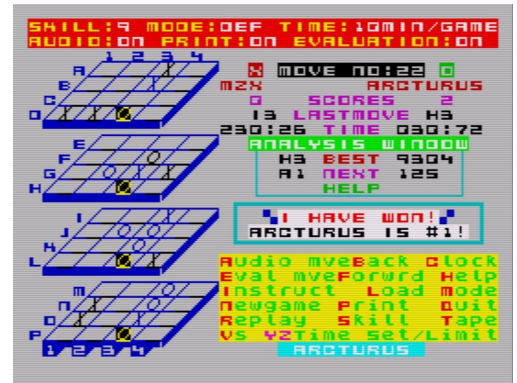 SKILL:9 MODE:DEF TIME:10MIN/GAME
AUDIO:ON PRINT:ON EVALUATION:ON
1 2 3 4
A
B
C
D
X MOVE NO:22 O
MZX ARCTURUS
0 SCORES 2
I3 LASTMOVE H3
230:26 TIME 030:72
E
F
G
H
ANALYSIS WINDOW
H3 BEST 9304
A1 NEXT 125
HELP
I
J
K
L
I HAVE WON!
ARCTURUS IS #1!
M
N
O
P
1 2 3 4
Audio mveBack Clock
Eval mveForwrd Help
Instruct Load Mode
Newgame Print Quit
Replay Skill Tape
Vs YZTime set/Limit
ARCTURUS